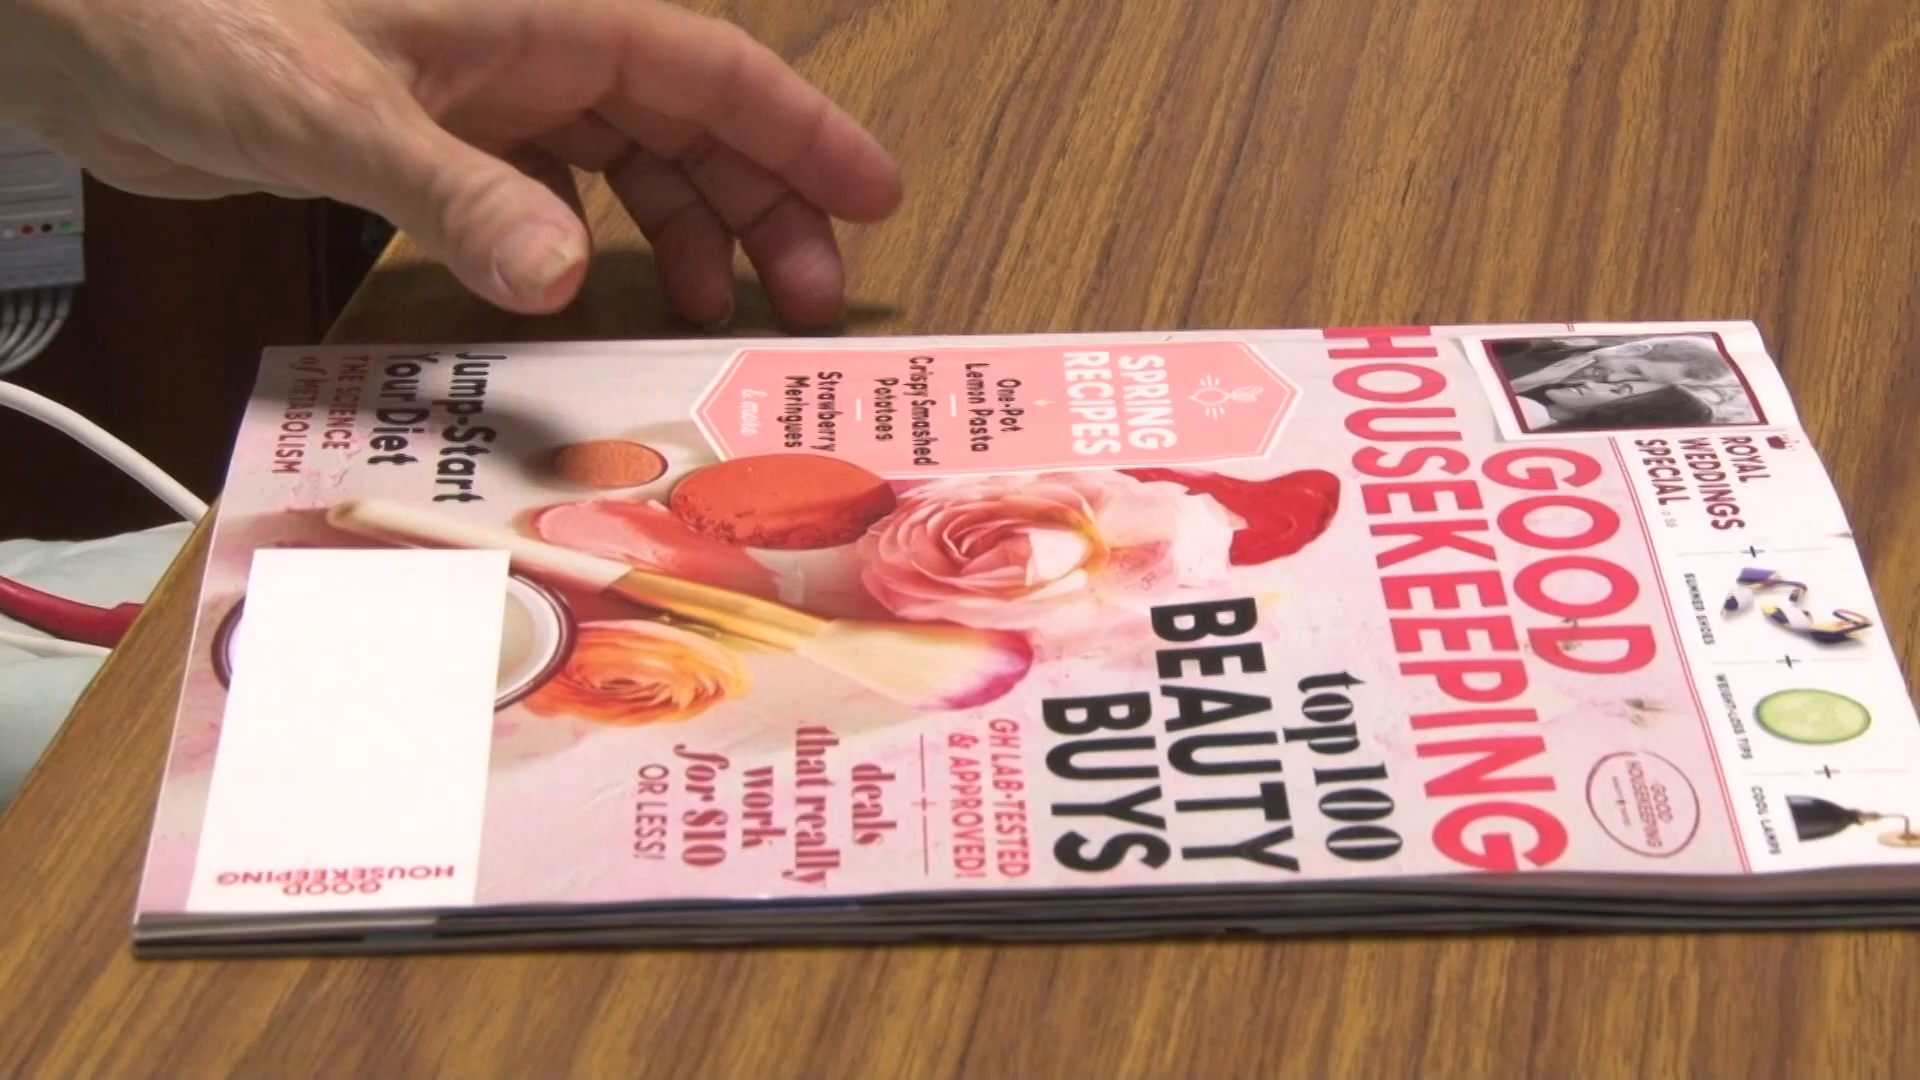 ROYAL
WEDDINGS
SPECIAL
+
SUMMER SHOES
+
WEIGHT-LOSS TIPS
+
COOL LAMPS
GOOD
HOUSEKEEPING
GOOD
HOUSEKEEPING
SPRING
RECIPES
One-Pot
Lemon Pasta
Crispy Smashed
Potatoes
Strawberry
Meringues
& more
top 100
BEAUTY
BUYS
GH LAB-TESTED
& APPROVED!
deals
that really
work
for $10
OR LESS!
Jump-Start
Your Diet
THE SCIENCE
of METABOLISM
GOOD
HOUSEKEEPING